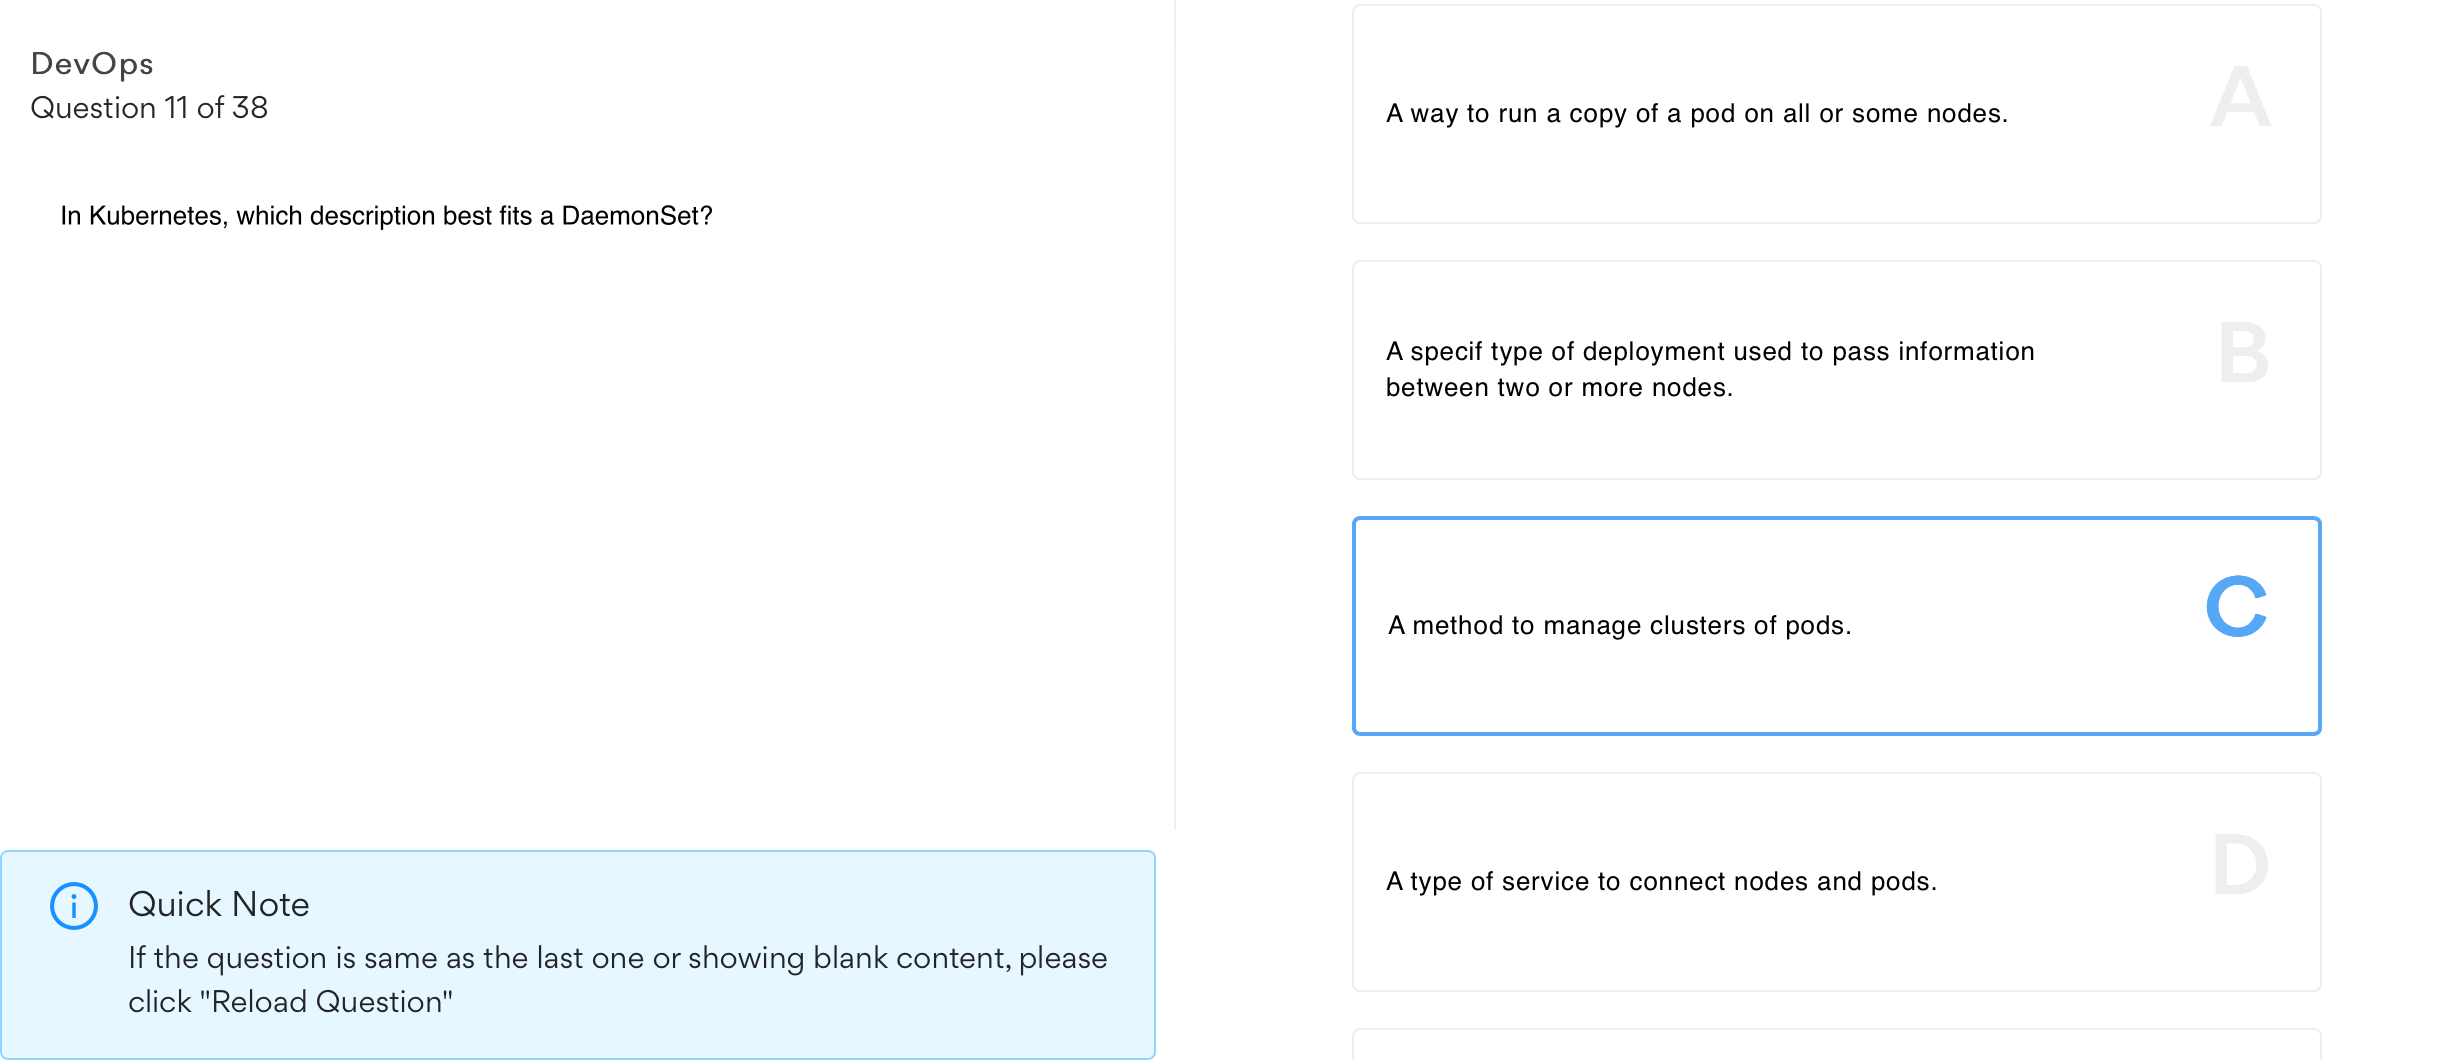 DevOps
Question 11 of 38
In Kubernetes, which description best fits a DaemonSet?
Quick Note
If the question is same as the last one or showing blank content, please
click "Reload Question"
A way to run a copy of a pod on all or some nodes.
A
A specif type of deployment used to pass information
between two or more nodes.
B
A method to manage clusters of pods.
C
A type of service to connect nodes and pods.
D